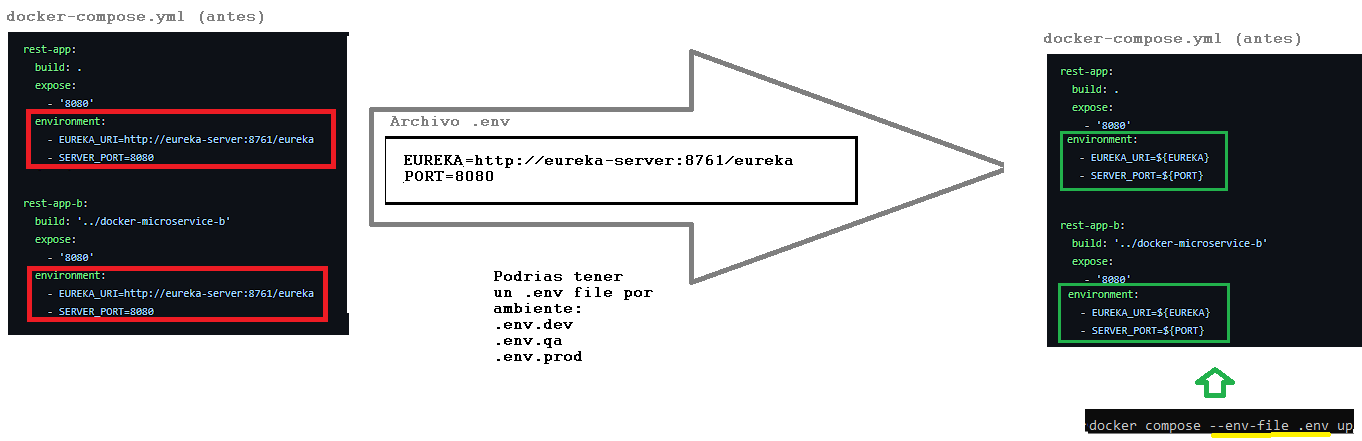 docker-compose.yml (antes)
rest-app:
build: .
expose:
- '8080'
environment:
- EUREKA_URI=http://eureka-server:8761/eureka
- SERVER_PORT=8080
rest-app-b:
build: '../docker-microservice-b'
expose:
- '8080'
environment:
- EUREKA_URI=http://eureka-server:8761/eureka
- SERVER_PORT=8080
Archivo .env
EUREKA=http://eureka-server:8761/eureka
PORT=8080
Podrias tener
un .env file por
ambiente:
.env.dev
.env.qa
.env.prod
docker-compose.yml (antes)
rest-app:
build: .
expose:
- '8080'
environment:
- EUREKA_URI=${EUREKA}
- SERVER_PORT=${PORT}
rest-app-b:
build: '../docker-microservice-b'
expose:
- '8080'
environment:
- EUREKA_URI=${EUREKA}
- SERVER_PORT=${PORT}
docker compose --env-file .env up